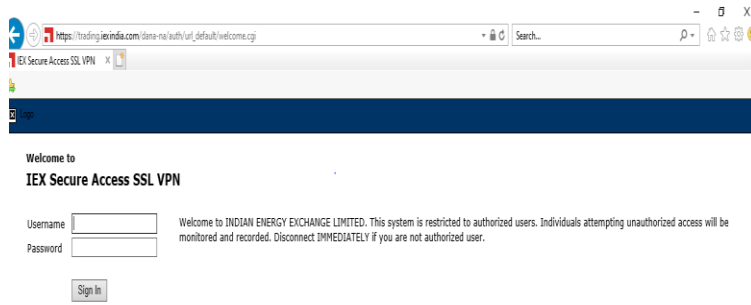 https://trading.iexindia.com/dana-na/auth/url_default/welcome.cgi
Search...
IEX Secure Access SSL VPN
Logo
Welcome to
IEX Secure Access SSL VPN
Username
Welcome to INDIAN ENERGY EXCHANGE LIMITED. This system is restricted to authorized users. Individuals attempting unauthorized access will be
Password
monitored and recorded. Disconnect IMMEDIATELY if you are not authorized user.
Sign In